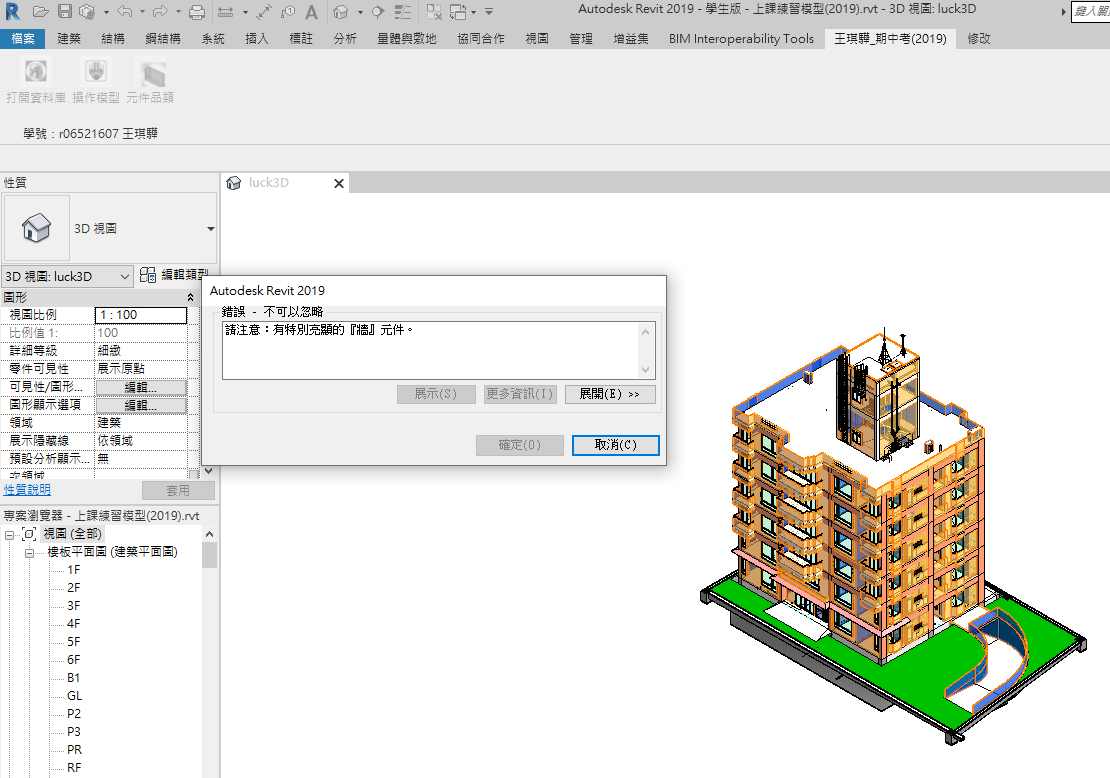 Autodesk Revit 2019 - 學生版 - 上課練習模型(2019).rvt - 3D 視圖: luck3D
鍵入關
檔案 建築 結構 鋼結構 系統 插入 標註 分析 量體與敷地 協同合作 視圖 管理 增益集 BIM Interoperability Tools 王琪驊_期中考(2019) 修改
打開資料庫 操作模型 元件品類
學號 : r06521607 王琪驊
性質
luck3D
3D 視圖
3D 視圖: luck3D
編輯類型
圖形
視圖比例 1 : 100
比例值 1: 100
詳細等級 細緻
零件可見性 展示原點
可見性/圖形... 編輯...
圖形顯示選項 編輯...
領域 建築
展示隱藏線 依領域
預設分析顯示... 無
次領域
性質說明 套用
Autodesk Revit 2019
錯誤 - 不可以忽略
請注意：有特別亮顯的『牆』元件。
展示(S) 更多資訊(I) 展開(E) >>
確定(O) 取消(C)
專案瀏覽器 - 上課練習模型(2019).rvt
視圖 (全部)
樓板平面圖 (建築平面圖)
1F
2F
3F
4F
5F
6F
B1
GL
P2
P3
PR
RF